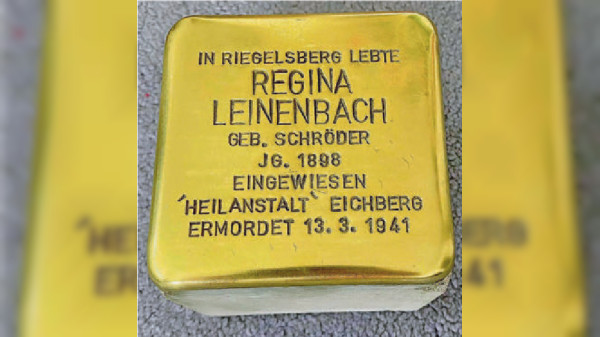 IN RIEGELSBERG LEBTE
REGINA
LEINENBACH
GEB. SCHRÖDER
JG. 1898
EINGEWIESEN
'HEILANSTALT' EICHBERG
ERMORDET 13. 3. 1941